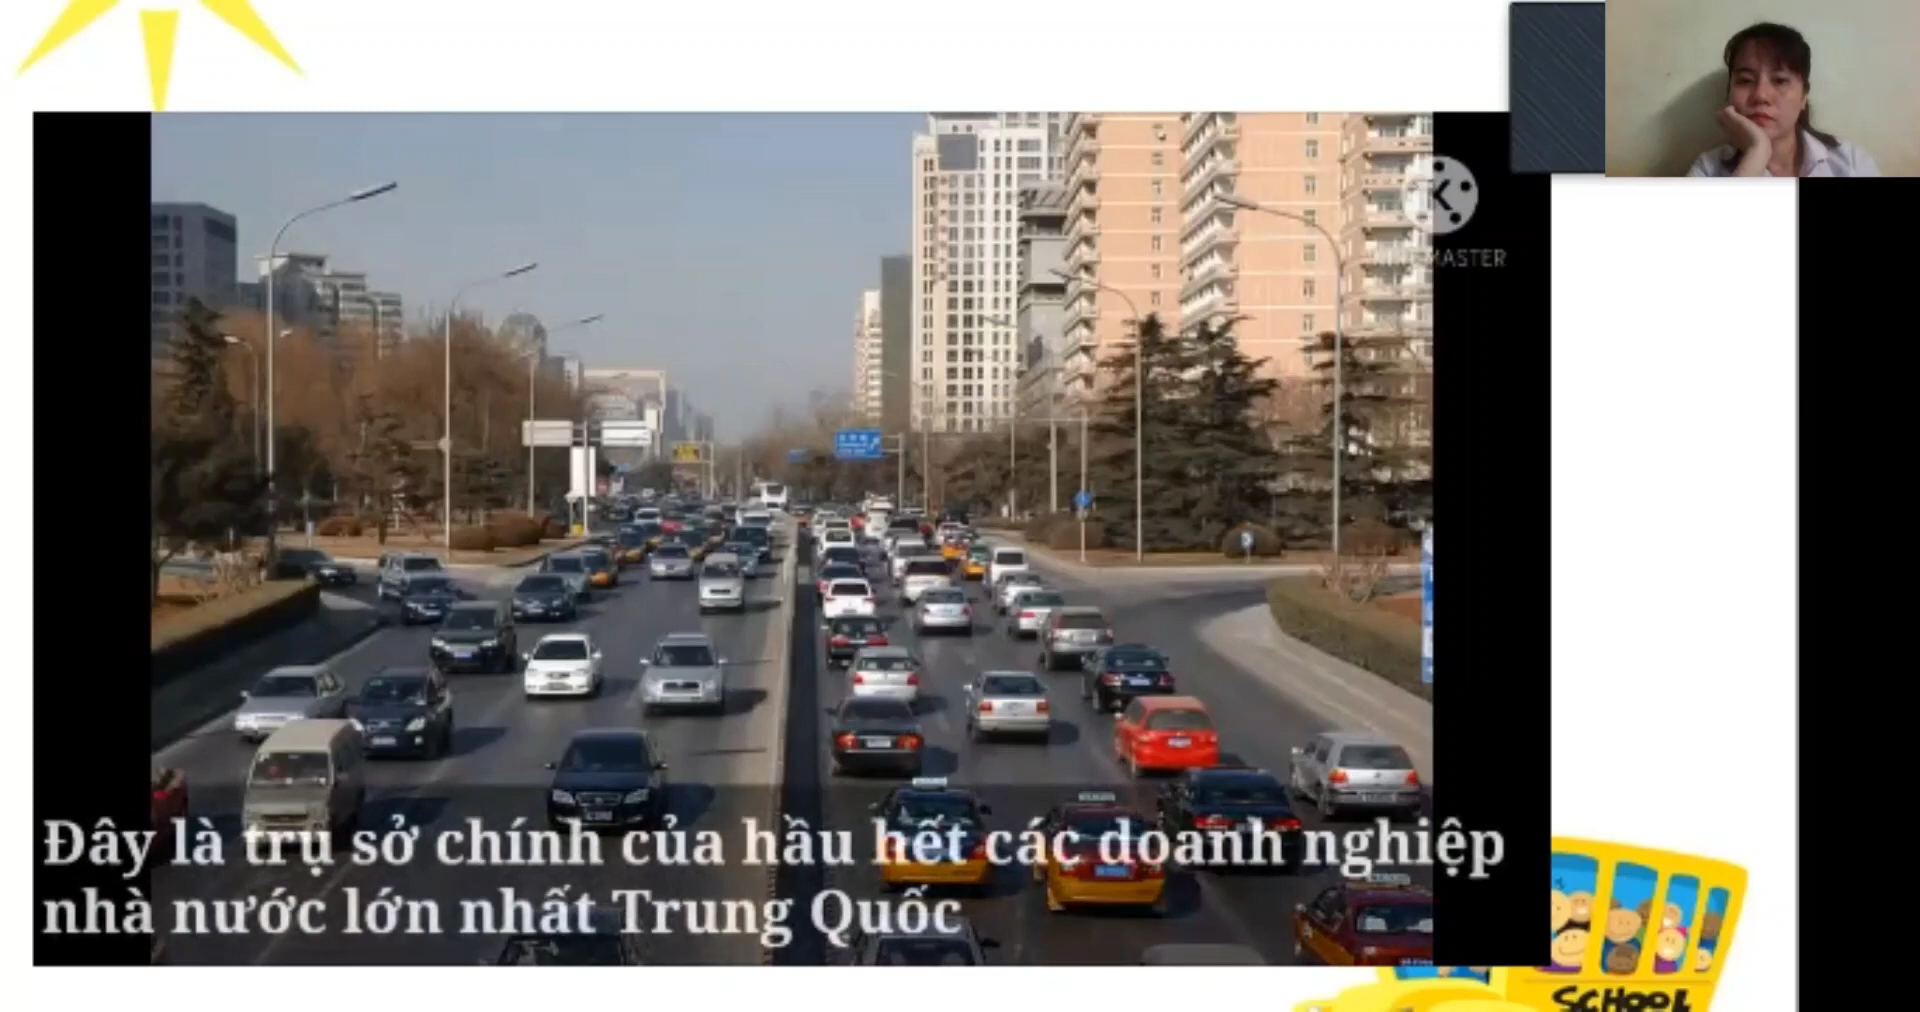 MASTER
Đây là trụ sở chính của hầu hết các doanh nghiệp
nhà nước lớn nhất Trung Quốc
SCHOOL